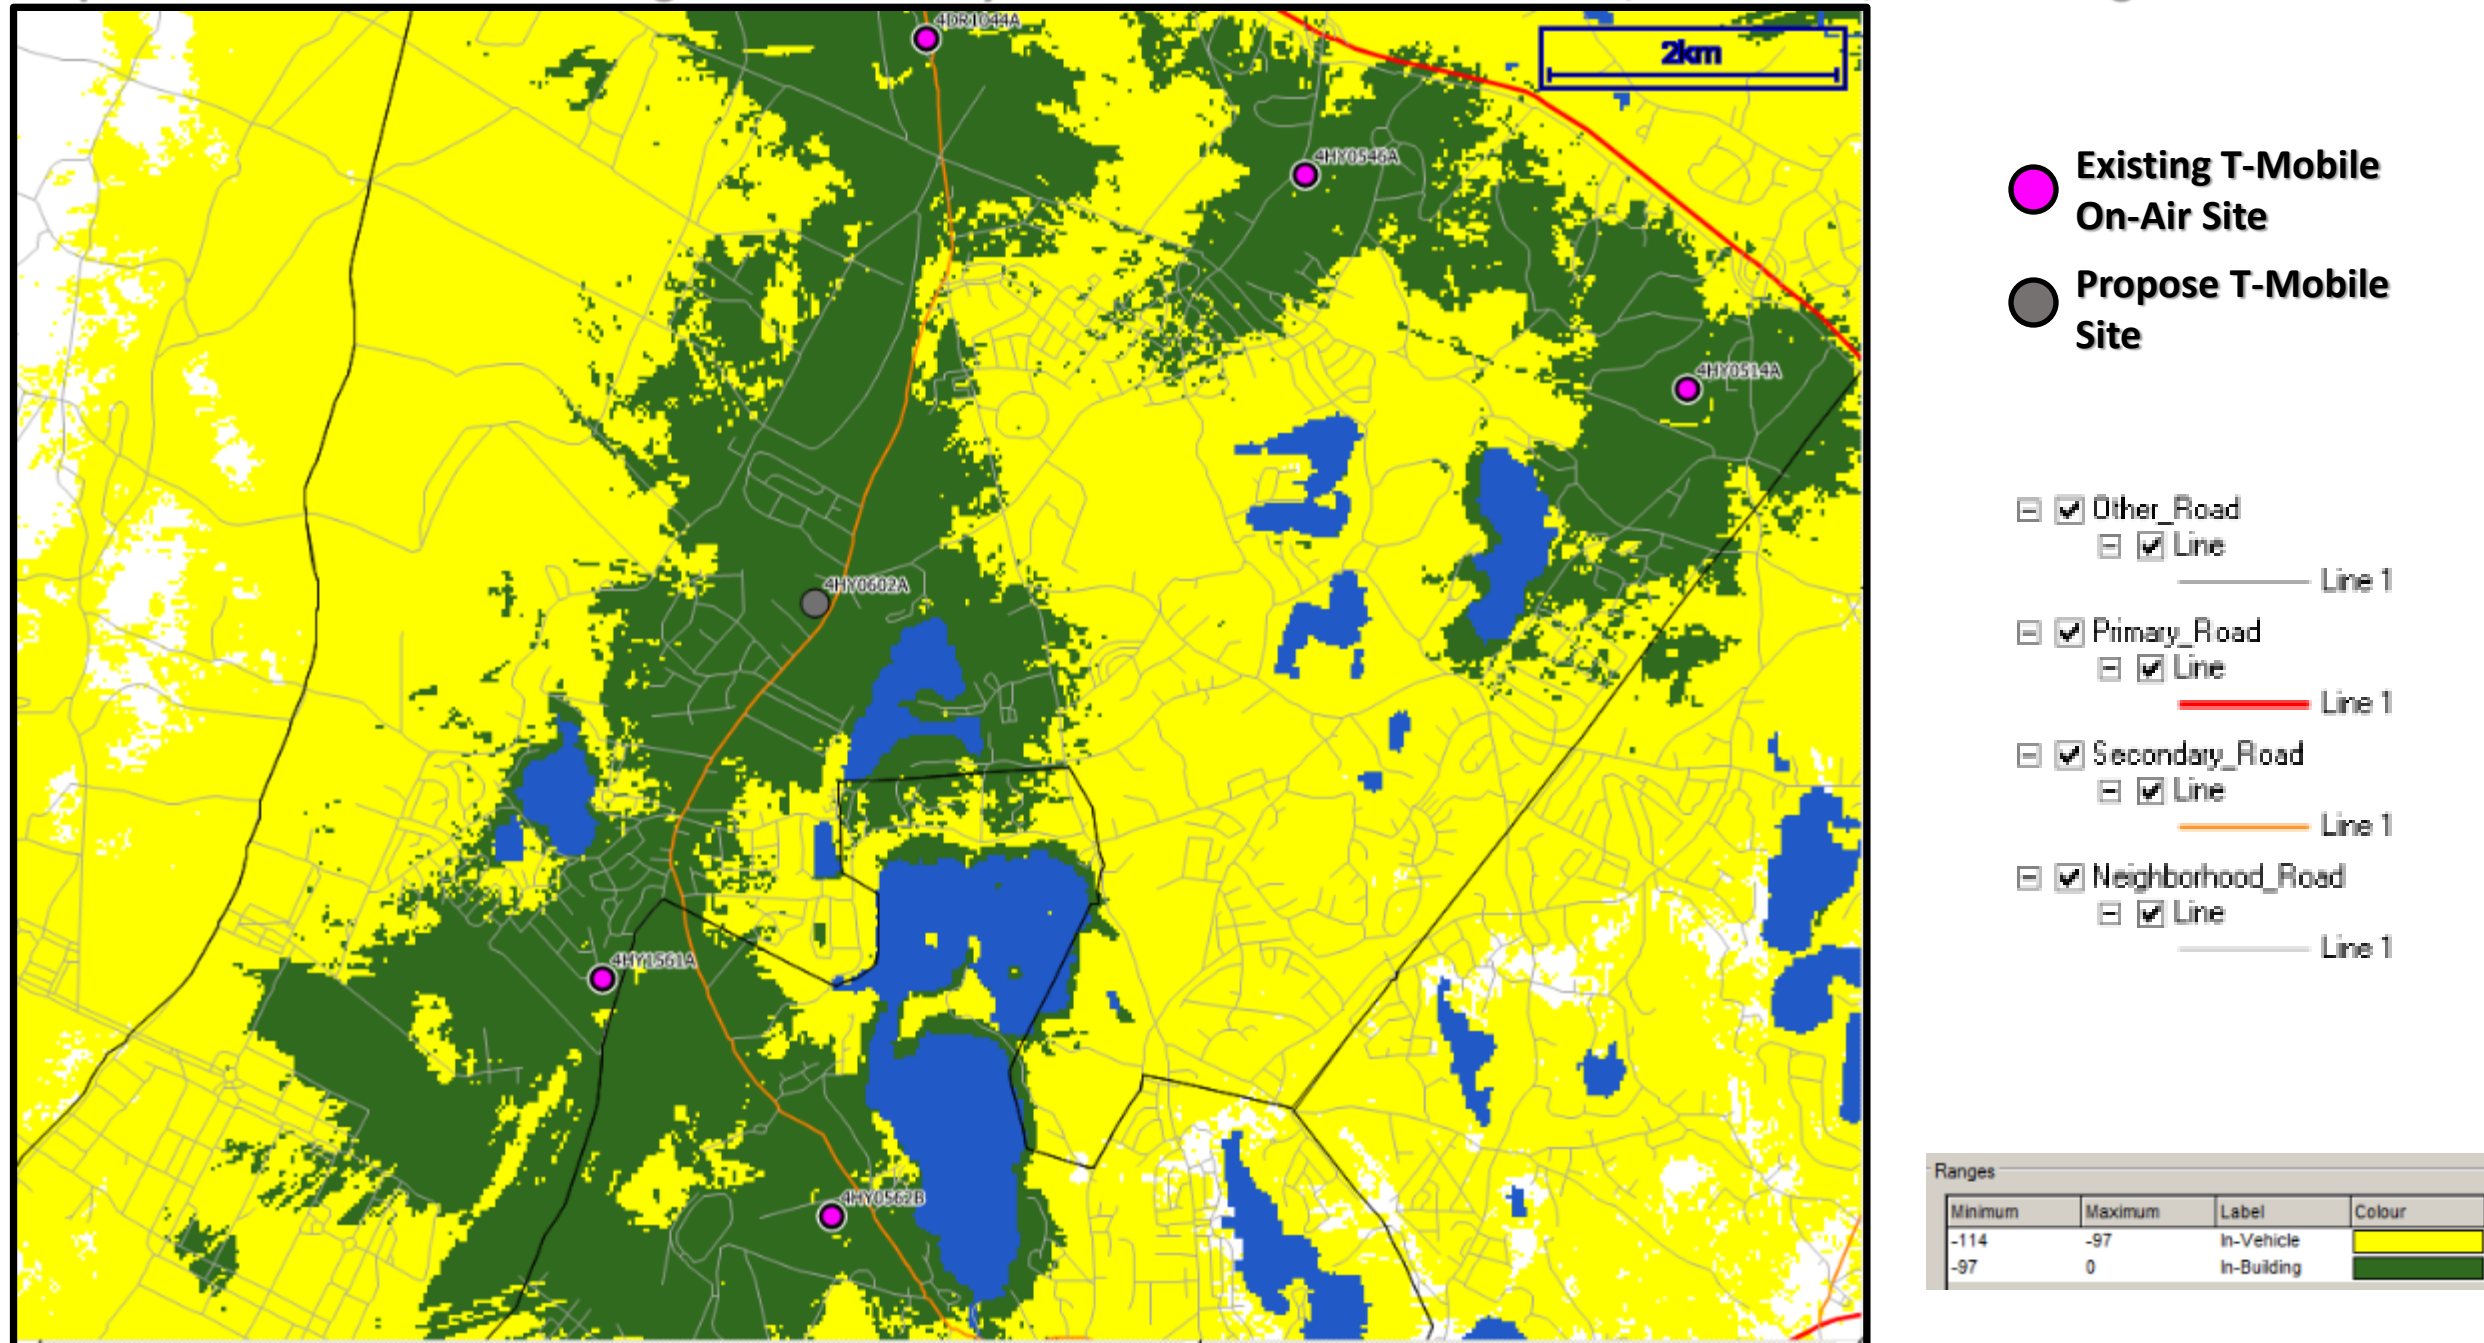 4DR1044A
2km
4HY0546A
4HY0514A
4HY0602A
4HY1561A
4HY0562B
Existing T-Mobile
On-Air Site
Propose T-Mobile
Site
Other_Road
Line
Line 1
Primary_Road
Line
Line 1
Secondary_Road
Line
Line 1
Neighborhood_Road
Line
Line 1
Ranges
Minimum Maximum Label Colour
-114 -97 In-Vehicle
-97 0 In-Building